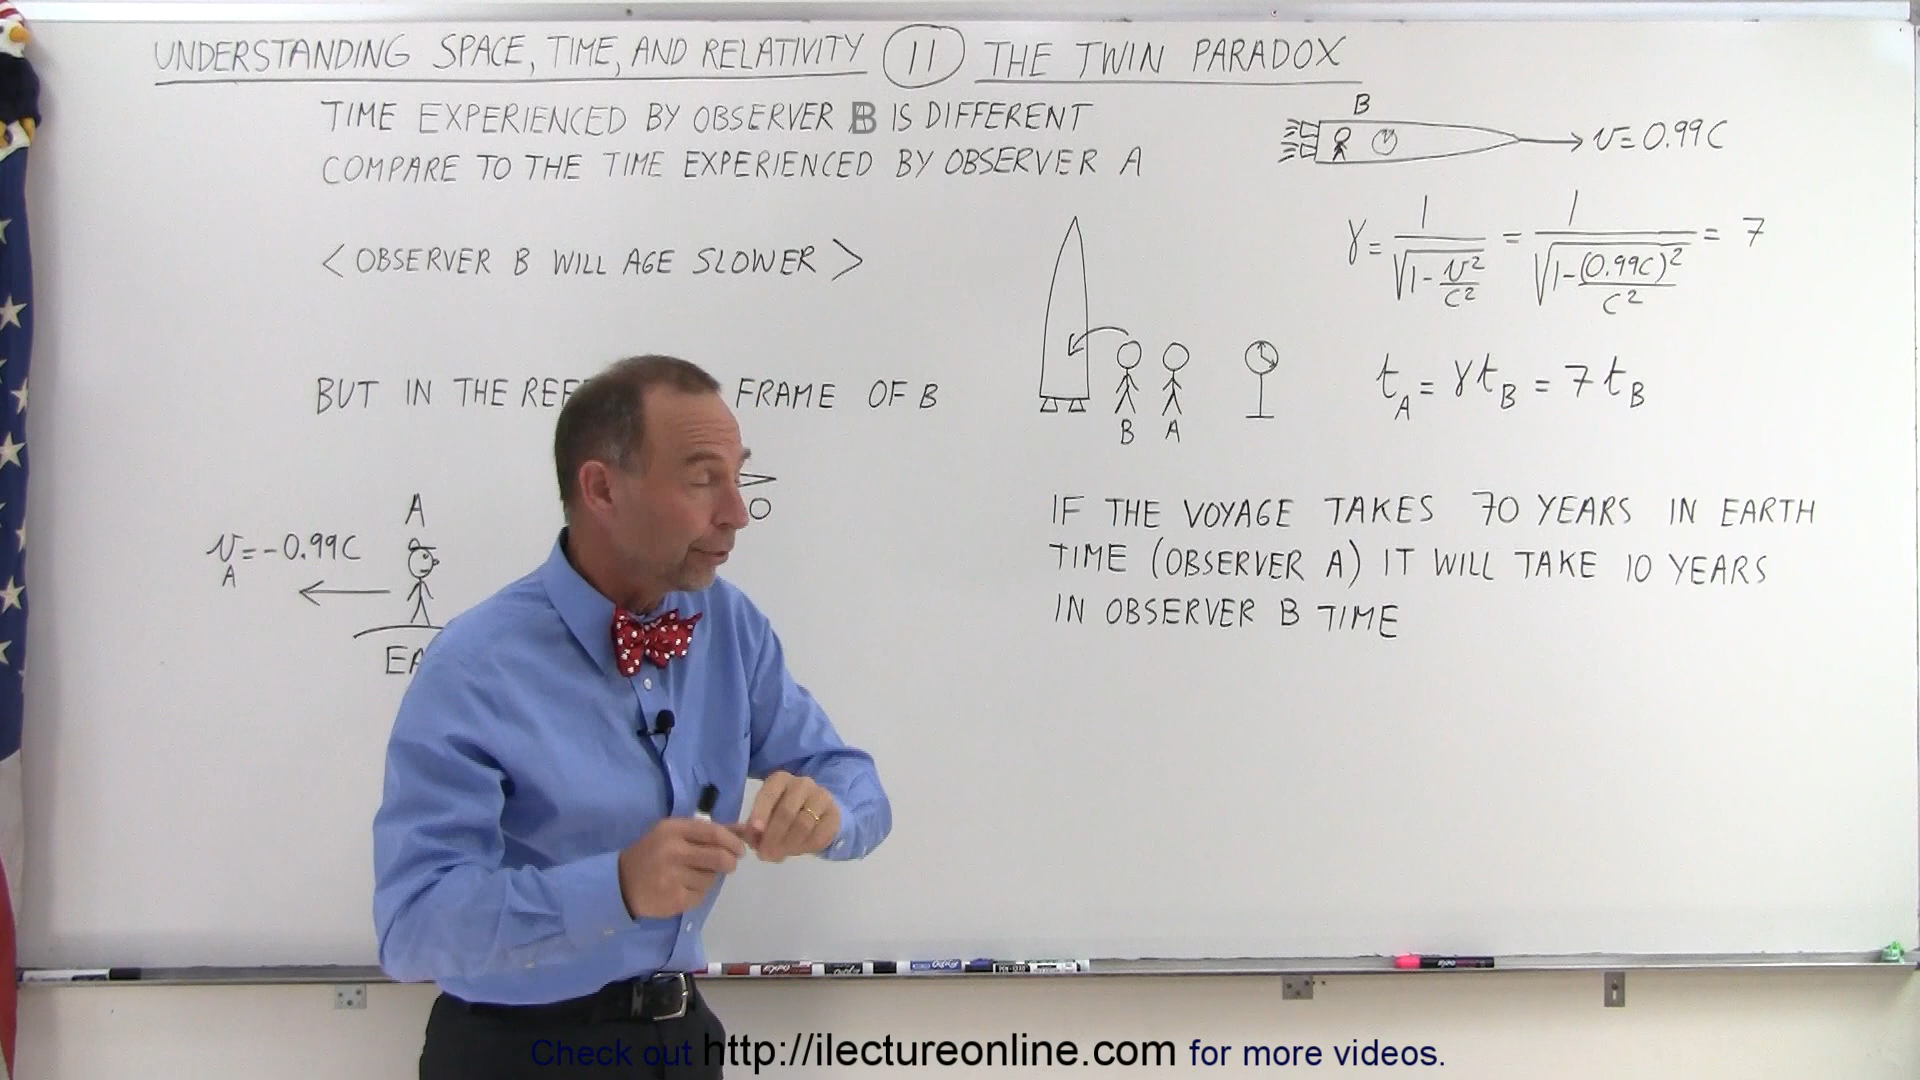 UNDERSTANDING SPACE, TIME, AND RELATIVITY 11 THE TWIN PARADOX
TIME EXPERIENCED BY OBSERVER B IS DIFFERENT
COMPARE TO THE TIME EXPERIENCED BY OBSERVER A
< OBSERVER B WILL AGE SLOWER >
BUT IN THE REF FRAME OF B
A
V_A = -0.99C
EA
O
B
v = 0.99C
γ = 1/√(1 - v²/c²) = 1/√(1 - (0.99c)²/c²) = 7
B A
t_A = γt_B = 7t_B
IF THE VOYAGE TAKES 70 YEARS IN EARTH
TIME (OBSERVER A) IT WILL TAKE 10 YEARS
IN OBSERVER B TIME
expo
Check out http://ilectureonline.com for more videos.